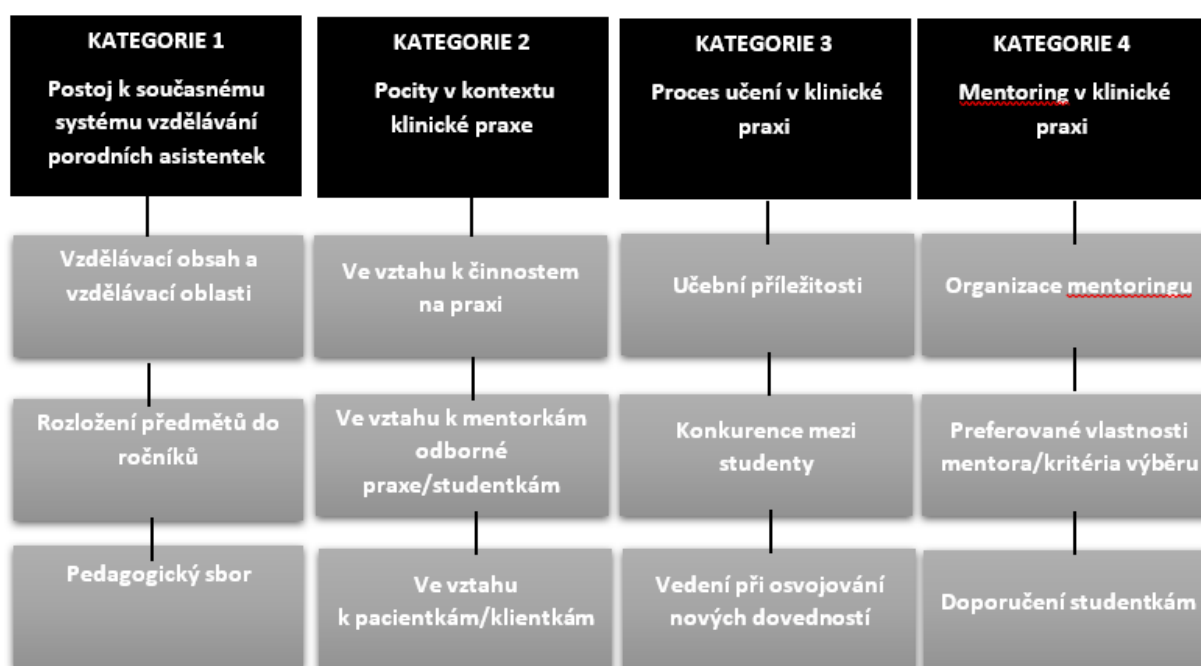 KATEGORIE 1
Postoj k současnému
systému vzdělávání
porodních asistentek
Vzdělávací obsah a
vzdělávací oblasti
Rozložení předmětů do
ročníků
Pedagogický sbor
KATEGORIE 2
Pocity v kontextu
klinické praxe
Ve vztahu k činnostem
na praxi
Ve vztahu k mentorkám
odborné
praxe/studentkám
Ve vztahu
k pacientkám/klientkám
KATEGORIE 3
Proces učení v klinické
praxi
Učební příležitosti
Konkurence mezi
studenty
Vedení při osvojování
nových dovedností
KATEGORIE 4
Mentoring v klinické
praxi
Organizace mentoringu
Preferované vlastnosti
mentora/kritéria výběru
Doporučení studentkám